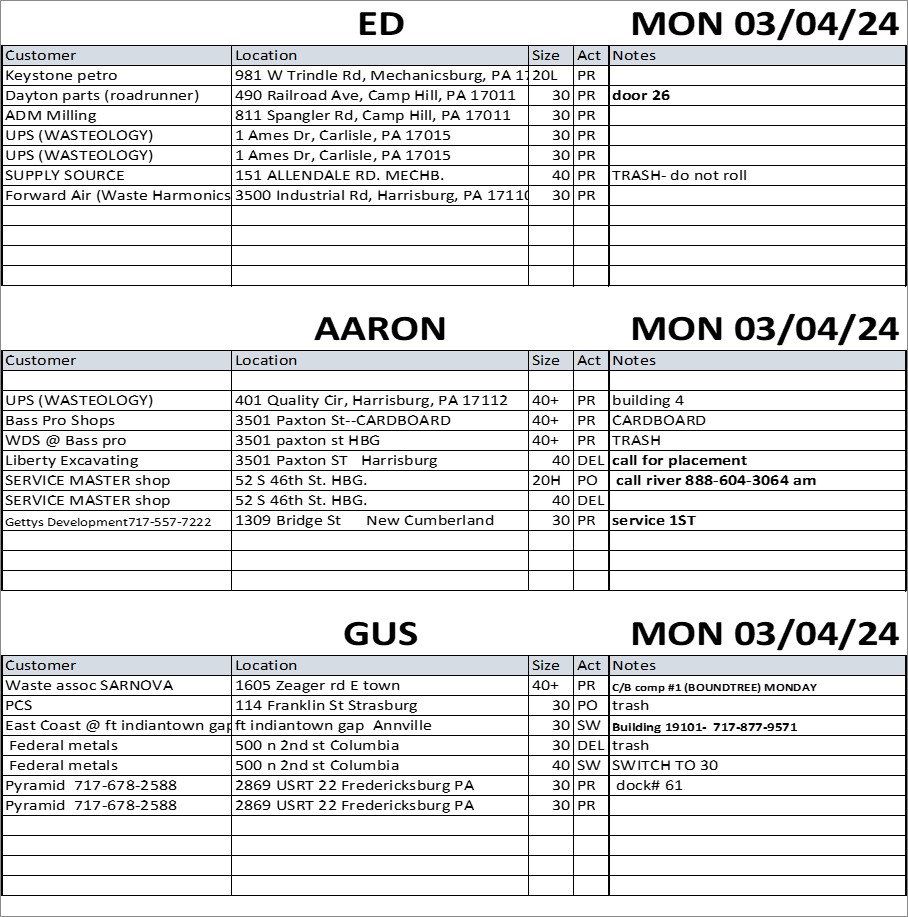 ED MON 03/04/24
Customer Location Size Act Notes
Keystone petro 981 W Trindle Rd, Mechanicsburg, PA 17 20L PR
Dayton parts (roadrunner) 490 Railroad Ave, Camp Hill, PA 17011 30 PR door 26
ADM Milling 811 Spangler Rd, Camp Hill, PA 17011 30 PR
UPS (WASTEOLOGY) 1 Ames Dr, Carlisle, PA 17015 30 PR
UPS (WASTEOLOGY) 1 Ames Dr, Carlisle, PA 17015 30 PR
SUPPLY SOURCE 151 ALLENDALE RD. MECHB. 40 PR TRASH- do not roll
Forward Air (Waste Harmonics 3500 Industrial Rd, Harrisburg, PA 17110 30 PR
AARON MON 03/04/24
Customer Location Size Act Notes
UPS (WASTEOLOGY) 401 Quality Cir, Harrisburg, PA 17112 40+ PR building 4
Bass Pro Shops 3501 Paxton St--CARDBOARD 40+ PR CARDBOARD
WDS @ Bass pro 3501 paxton st HBG 40+ PR TRASH
Liberty Excavating 3501 Paxton ST Harrisburg 40 DEL call for placement
SERVICE MASTER shop 52 S 46th St. HBG. 20H PO call river 888-604-3064 am
SERVICE MASTER shop 52 S 46th St. HBG. 40 DEL
Gettys Development717-557-7222 1309 Bridge St New Cumberland 30 PR service 1ST
GUS MON 03/04/24
Customer Location Size Act Notes
Waste assoc SARNOVA 1605 Zeager rd E town 40+ PR C/B comp #1 (BOUNDTREE) MONDAY
PCS 114 Franklin St Strasburg 30 PO trash
East Coast @ ft indiantown gap ft indiantown gap Annville 30 SW Building 19101- 717-877-9571
Federal metals 500 n 2nd st Columbia 30 DEL trash
Federal metals 500 n 2nd st Columbia 40 SW SWITCH TO 30
Pyramid 717-678-2588 2869 USRT 22 Fredericksburg PA 30 PR dock# 61
Pyramid 717-678-2588 2869 USRT 22 Fredericksburg PA 30 PR